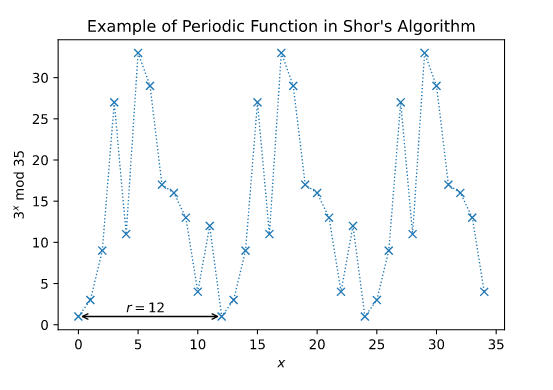 Example of Periodic Function in Shor's Algorithm
30
25
20
15
10
5
0
3ˣ mod 35
r = 12
0 5 10 15 20 25 30 35
x